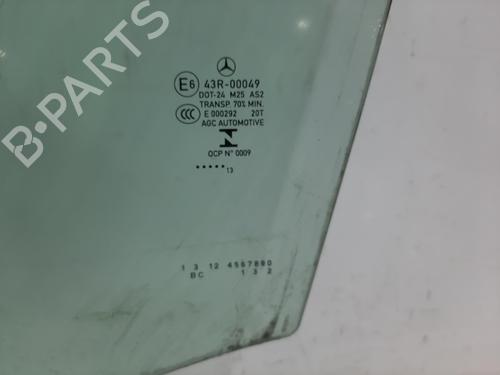 B-PARTS
E6 43R-00049
DOT-24 M25 AS2
TRANSP. 70% MIN.
CCC E 000292 20T
AGC AUTOMOTIVE
N
OCP N° 0009
..... 13
1 3 12 4567890
BC 1 3 2